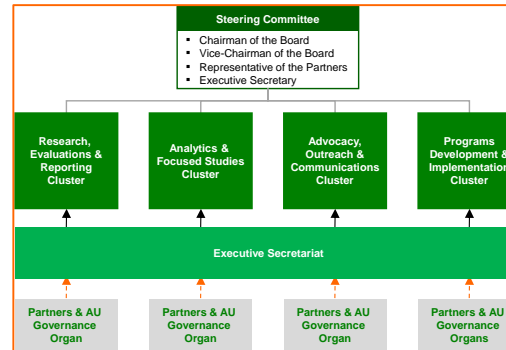 Steering Committee
▪ Chairman of the Board
▪ Vice-Chairman of the Board
▪ Representative of the Partners
▪ Executive Secretary
Research,
Evaluations &
Reporting
Cluster
Analytics &
Focused Studies
Cluster
Advocacy,
Outreach &
Communications
Cluster
Programs
Development &
Implementation
Cluster
Executive Secretariat
Partners & AU
Governance
Organ
Partners & AU
Governance
Organ
Partners & AU
Governance
Organ
Partners & AU
Governance
Organs